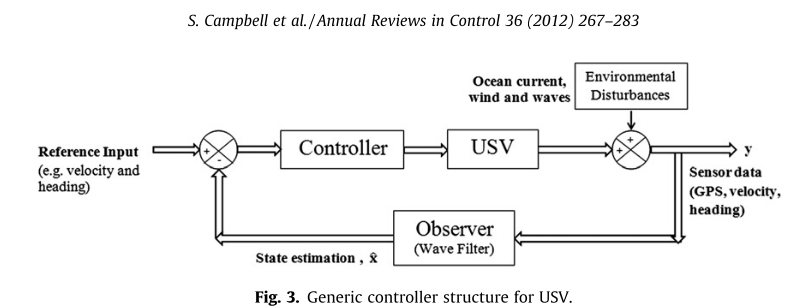 S. Campbell et al. / Annual Reviews in Control 36 (2012) 267–283
Ocean current,
wind and waves
Environmental
Disturbances
Reference Input
(e.g. velocity and
heading)
+
-
Controller
USV
+
+
y
Sensor data
(GPS, velocity,
heading)
Observer
(Wave Filter)
State estimation , x̂
Fig. 3. Generic controller structure for USV.